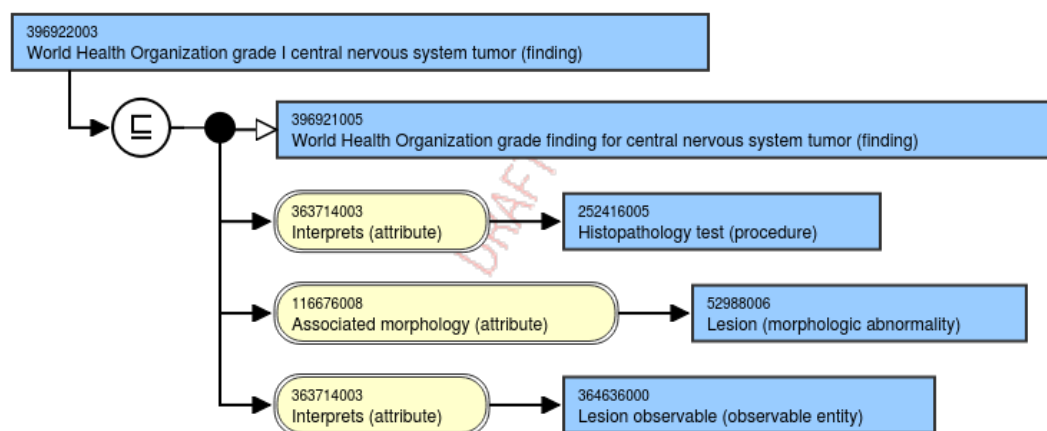 396922003
World Health Organization grade I central nervous system tumor (finding)
⊑
396921005
World Health Organization grade finding for central nervous system tumor (finding)
DRAFT
363714003
Interprets (attribute)
252416005
Histopathology test (procedure)
116676008
Associated morphology (attribute)
52988006
Lesion (morphologic abnormality)
363714003
Interprets (attribute)
364636000
Lesion observable (observable entity)